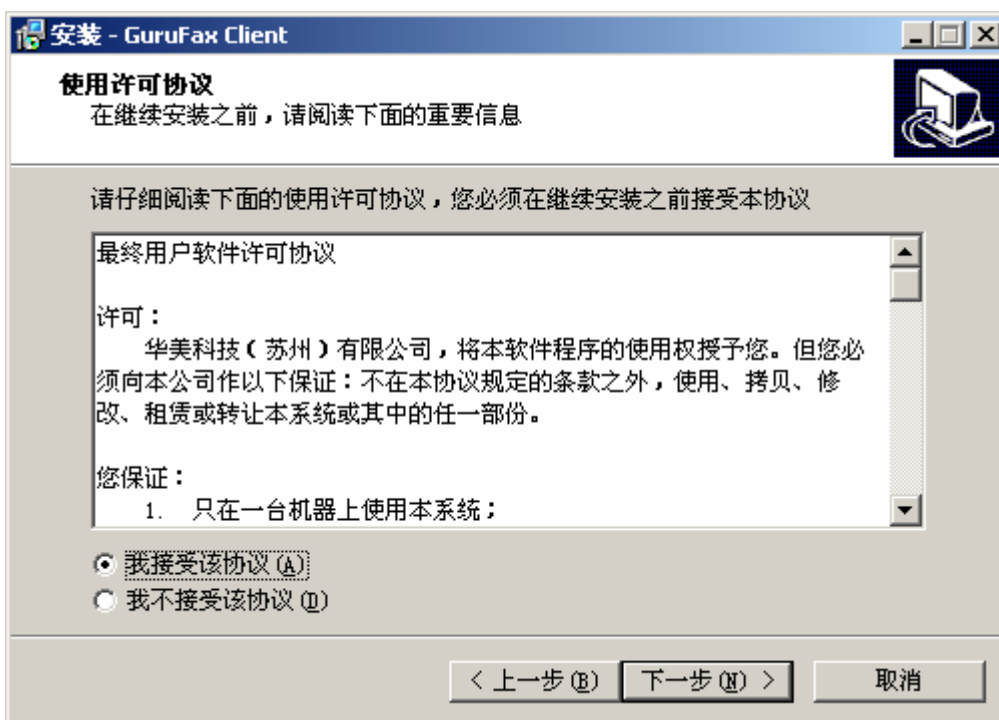 安装 - GuruFax Client
使用许可协议
在继续安装之前，请阅读下面的重要信息
请仔细阅读下面的使用许可协议，您必须在继续安装之前接受本协议
最终用户软件许可协议
许可：
华美科技（苏州）有限公司，将本软件程序的使用权授予您。但您必
须向本公司作以下保证：不在本协议规定的条款之外，使用、拷贝、修
改、租赁或转让本系统或其中的任一部份。
您保证：
1. 只在一台机器上使用本系统；
我接受该协议(A)
我不接受该协议(D)
< 上一步(B) 下一步(N) > 取消